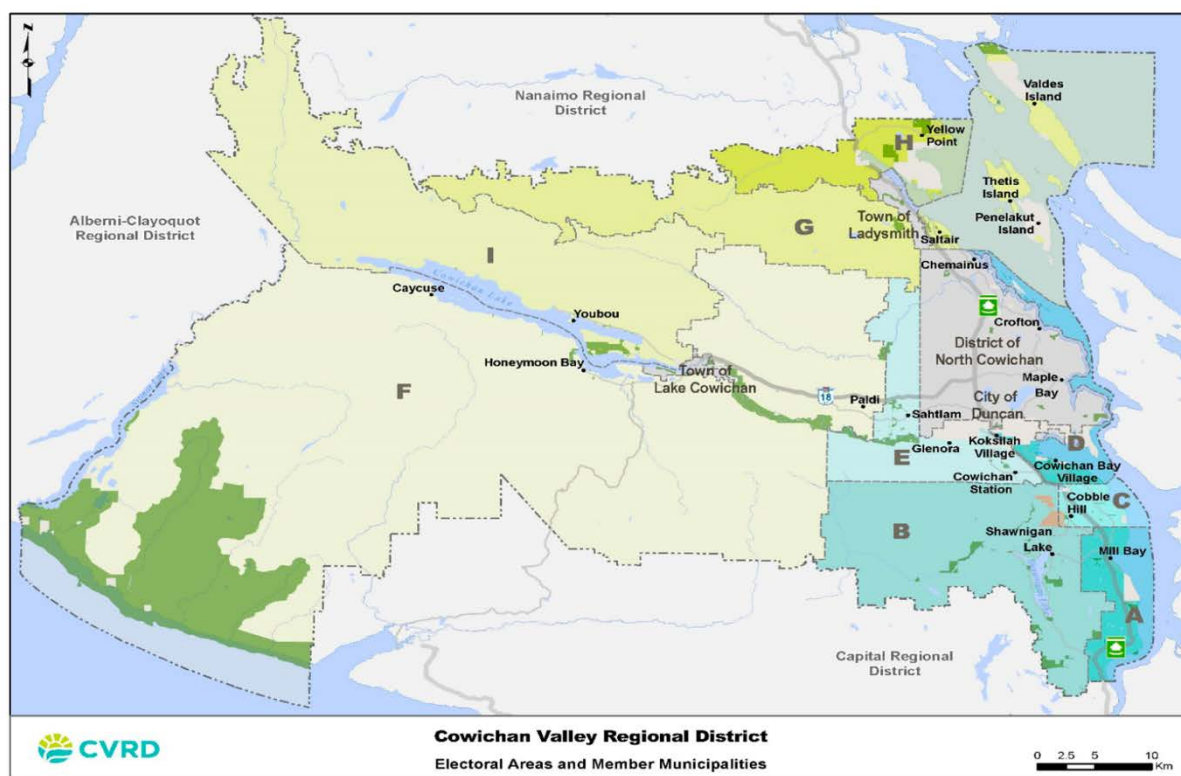 N
Nanaimo Regional
District
Valdes
Island
Yellow
Point
H
Alberni-Clayoquot
Regional District
Thetis
Island
Penelakut
Island
G
Town of
Ladysmith
Saltair
Chemainus
I
Cowichan Lake
Caycuse
Youbou
Crofton
District of
North Cowichan
Honeymoon Bay
Town of
Lake Cowichan
Maple
Bay
F
18
Paldi
City of
Duncan
Sahtlam
D
Glenora
Koksilah
Village
E
Cowichan Bay
Village
Cowichan
Station
C
Cobble
Hill
B
Shawnigan
Lake
Mill Bay
A
Capital Regional
District
CVRD
Cowichan Valley Regional District
Electoral Areas and Member Municipalities
0 2.5 5 10
Km